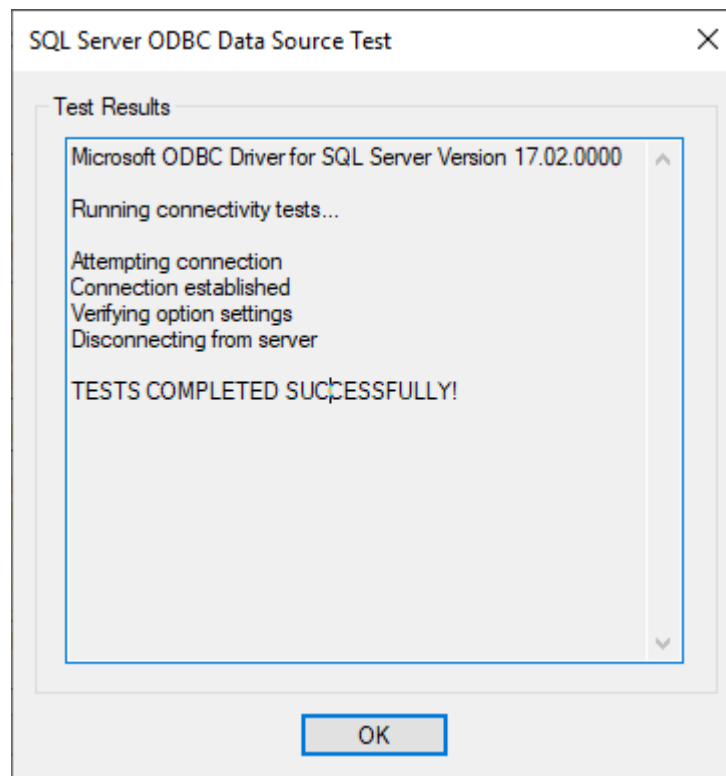 SQL Server ODBC Data Source Test
Test Results
Microsoft ODBC Driver for SQL Server Version 17.02.0000
Running connectivity tests...
Attempting connection
Connection established
Verifying option settings
Disconnecting from server
TESTS COMPLETED SUCCESSFULLY!
OK